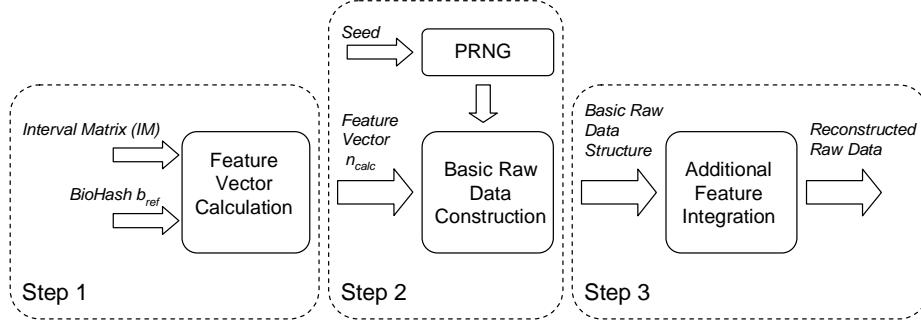 Interval Matrix (IM)
BioHash b_ref
Feature
Vector
Calculation
Step 1
Seed
PRNG
Feature
Vector
n_calc
Basic Raw
Data
Construction
Step 2
Basic Raw
Data
Structure
Additional
Feature
Integration
Reconstructed
Raw Data
Step 3